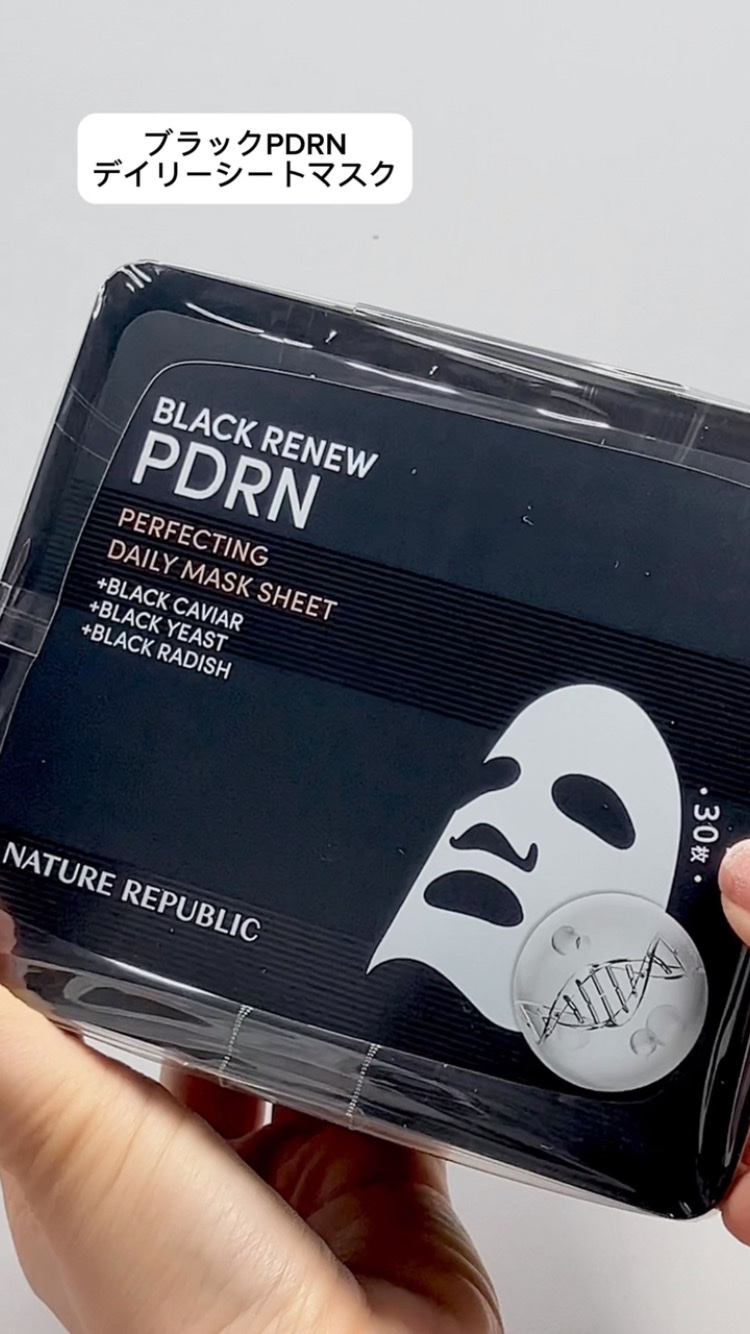 ブラックPDRN
デイリーシートマスク
BLACK RENEW
PDRN
PERFECTING
DAILY MASK SHEET
+BLACK CAVIAR
+BLACK YEAST
+BLACK RADISH
・30枚・
NATURE REPUBLIC